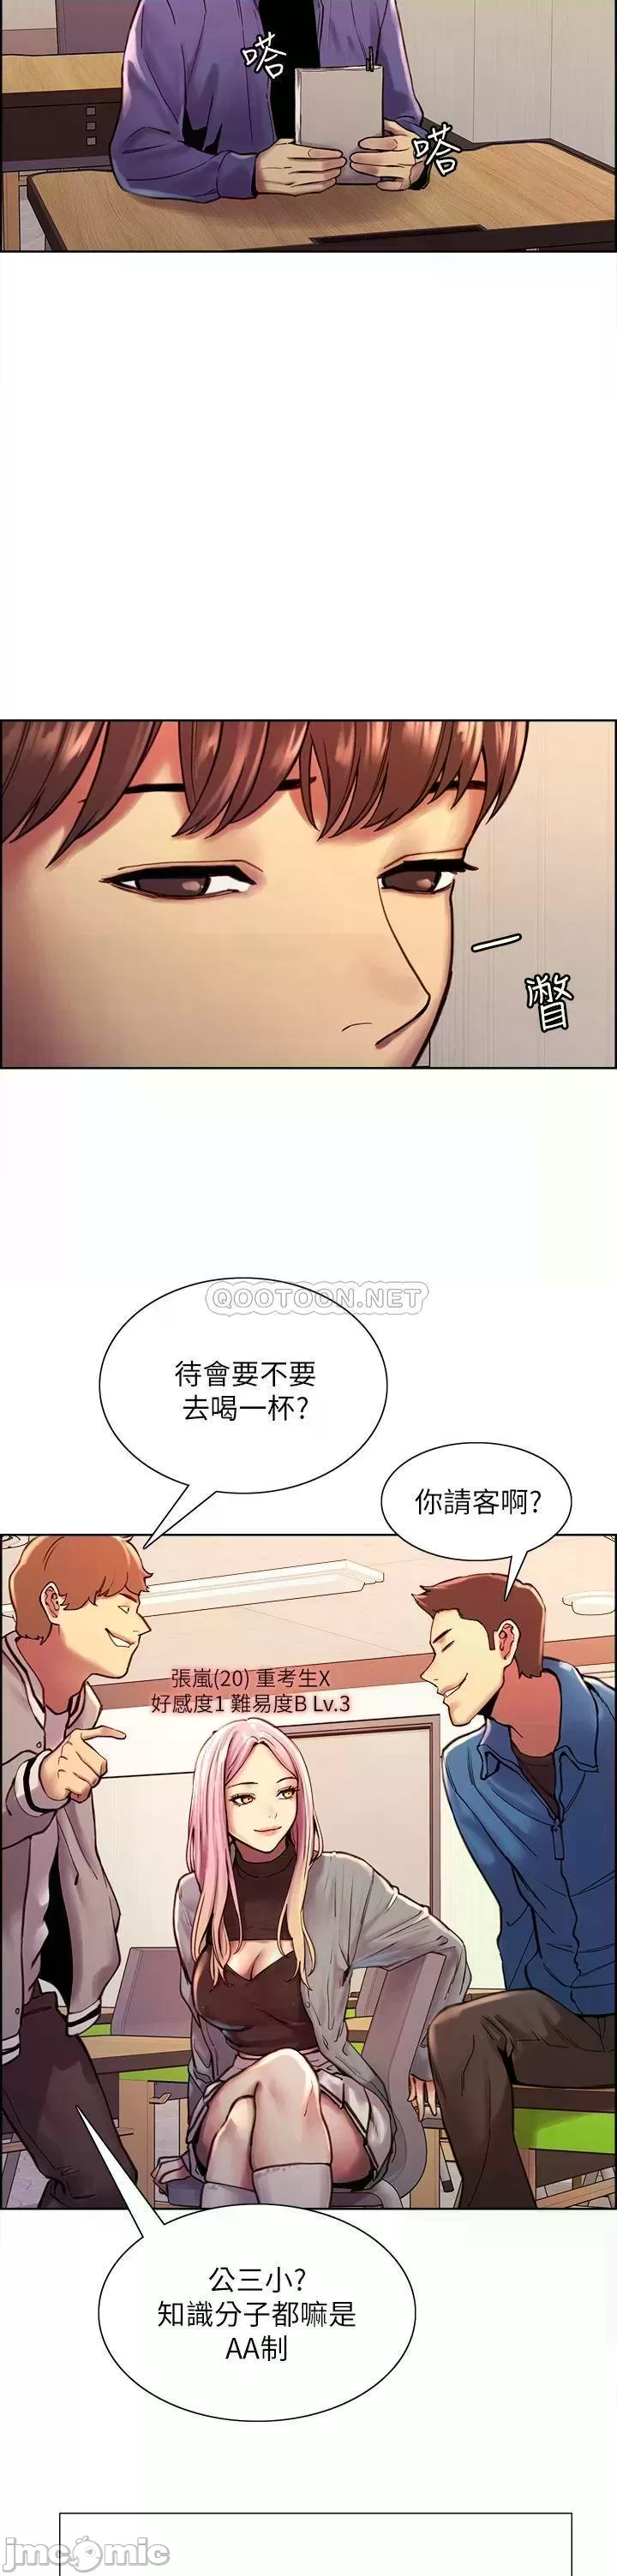 嗒
嗒
瞥
QOOTOON.NET
待會要不要
去喝一杯?
你請客啊?
張嵐(20) 重考生X
好感度1 難易度B Lv.3
公三小?
知識分子都嘛是
AA制
jmcomic